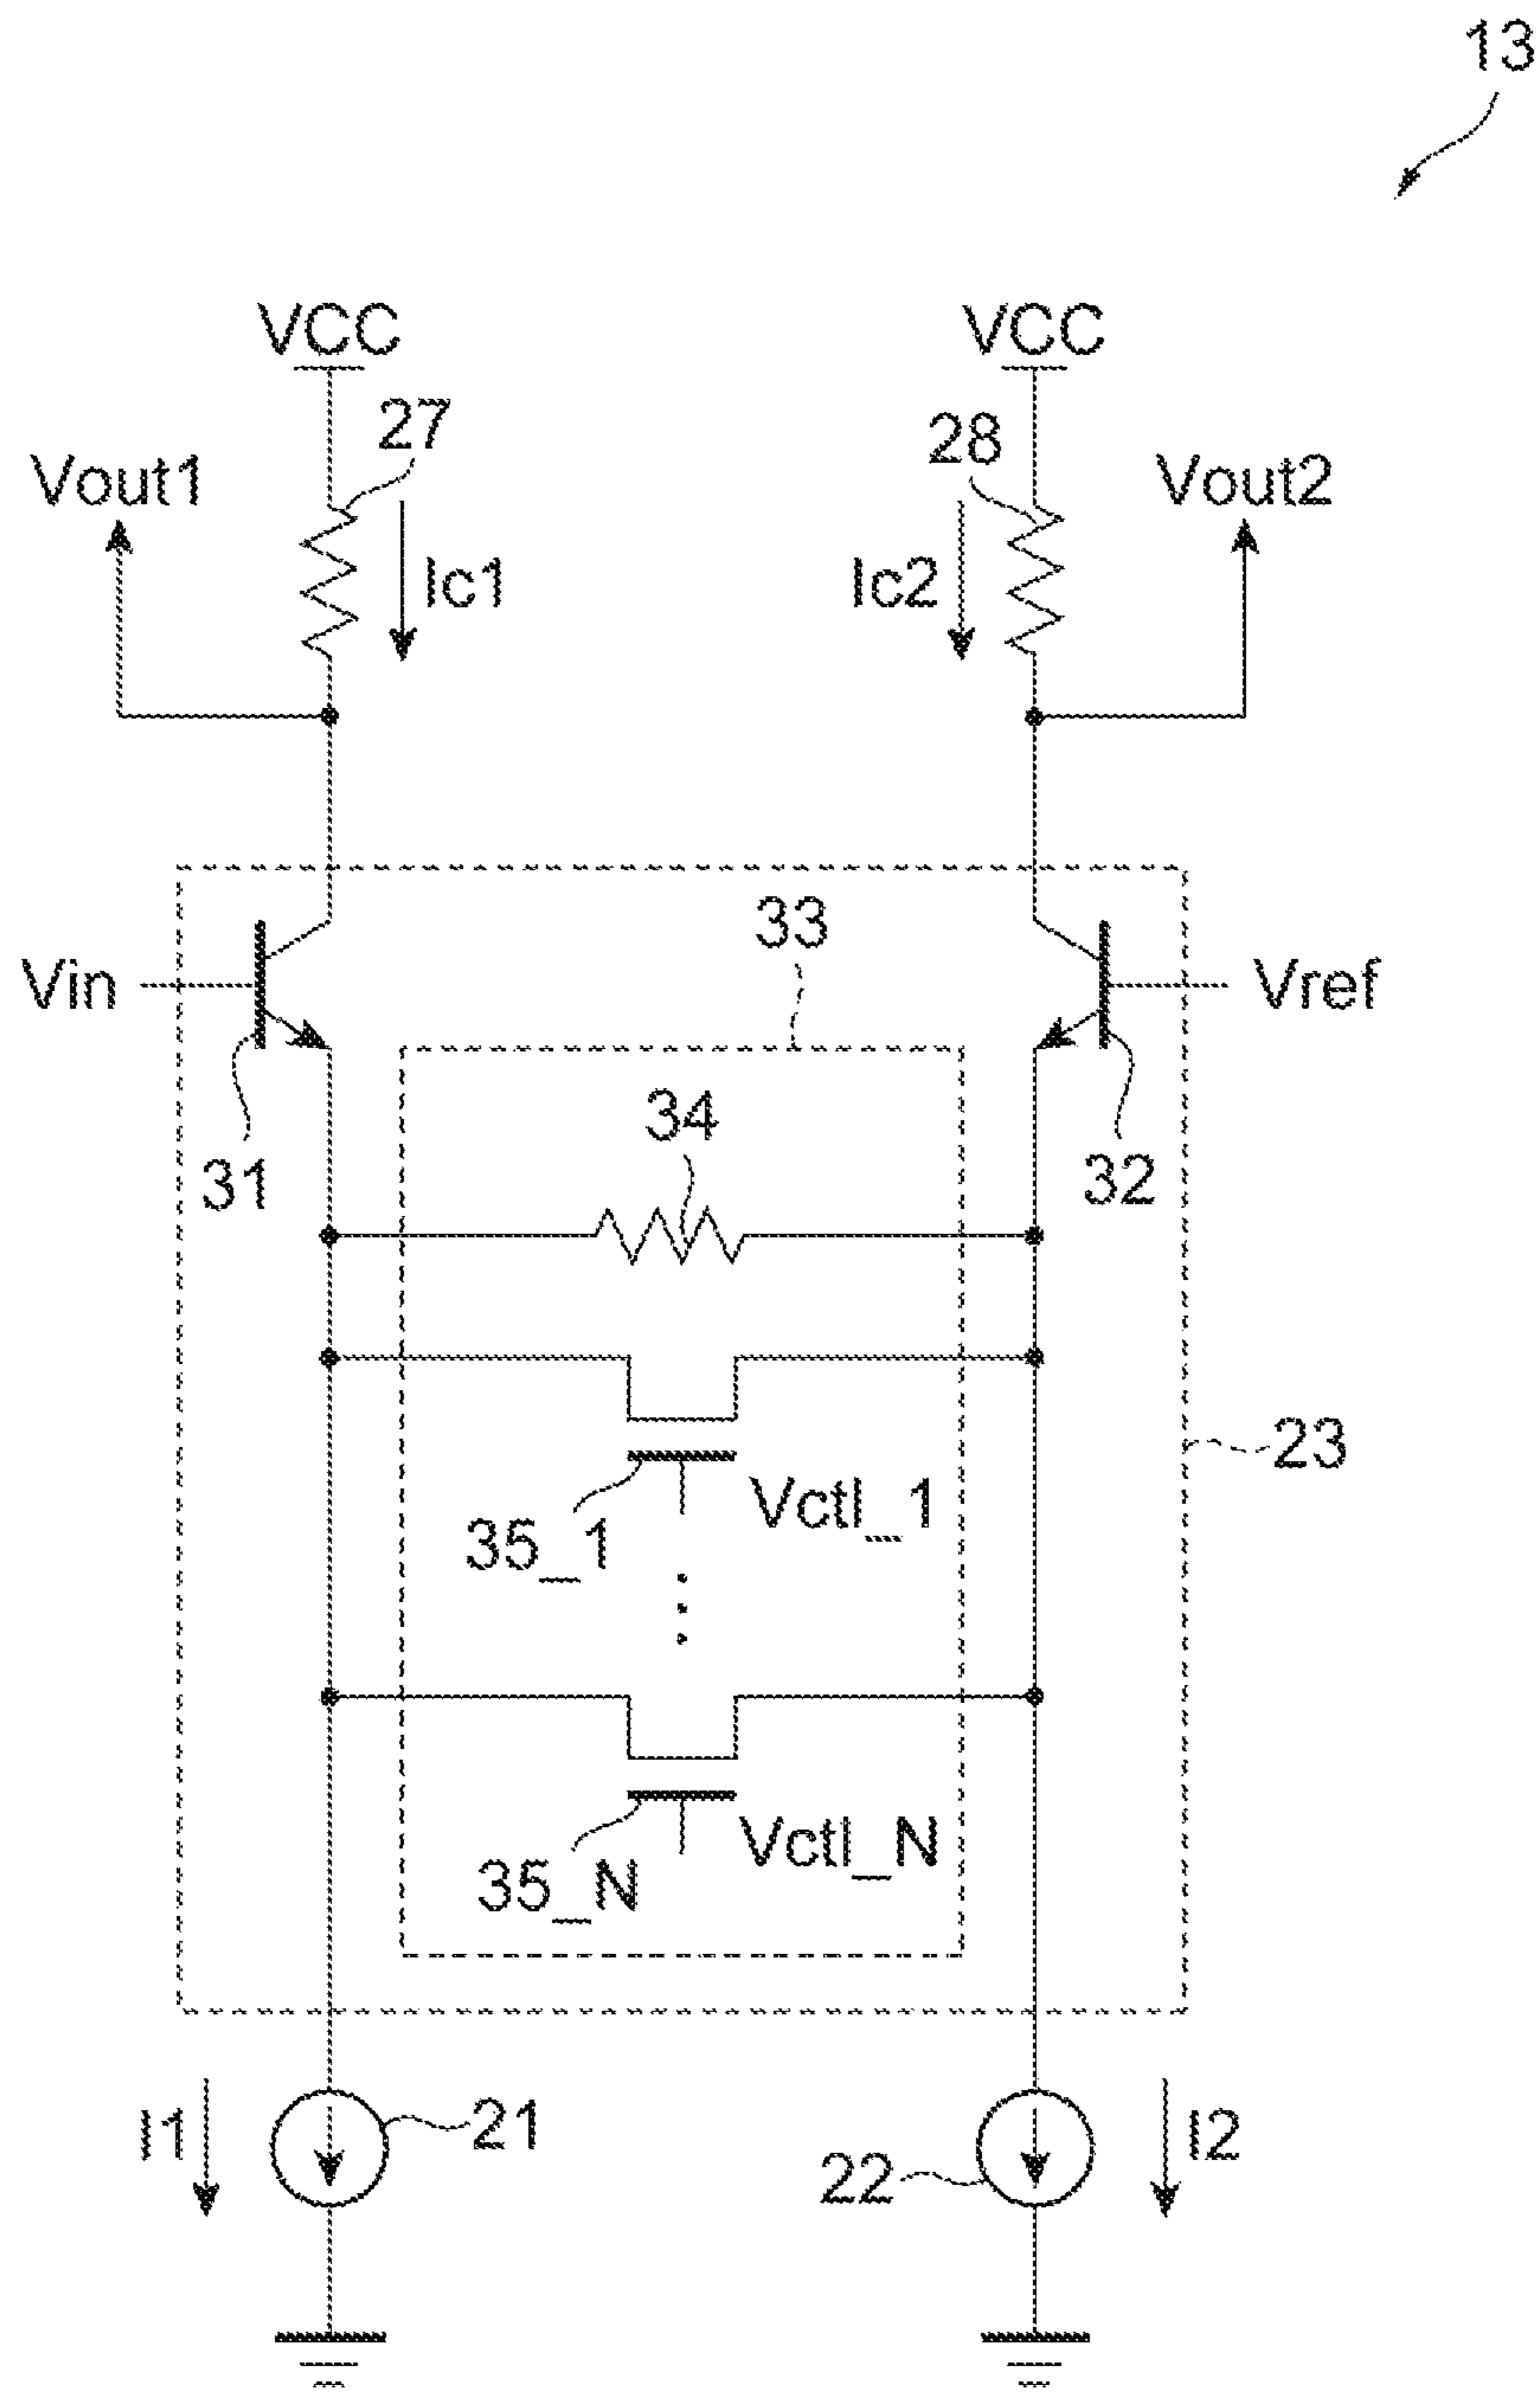 13
VCC
VCC
27
28
Vout1
Vout2
Ic1
Ic2
33
Vin
Vref
34
31
32
23
Vctl_1
35_1
Vctl_N
35_N
I1
21
22
I2